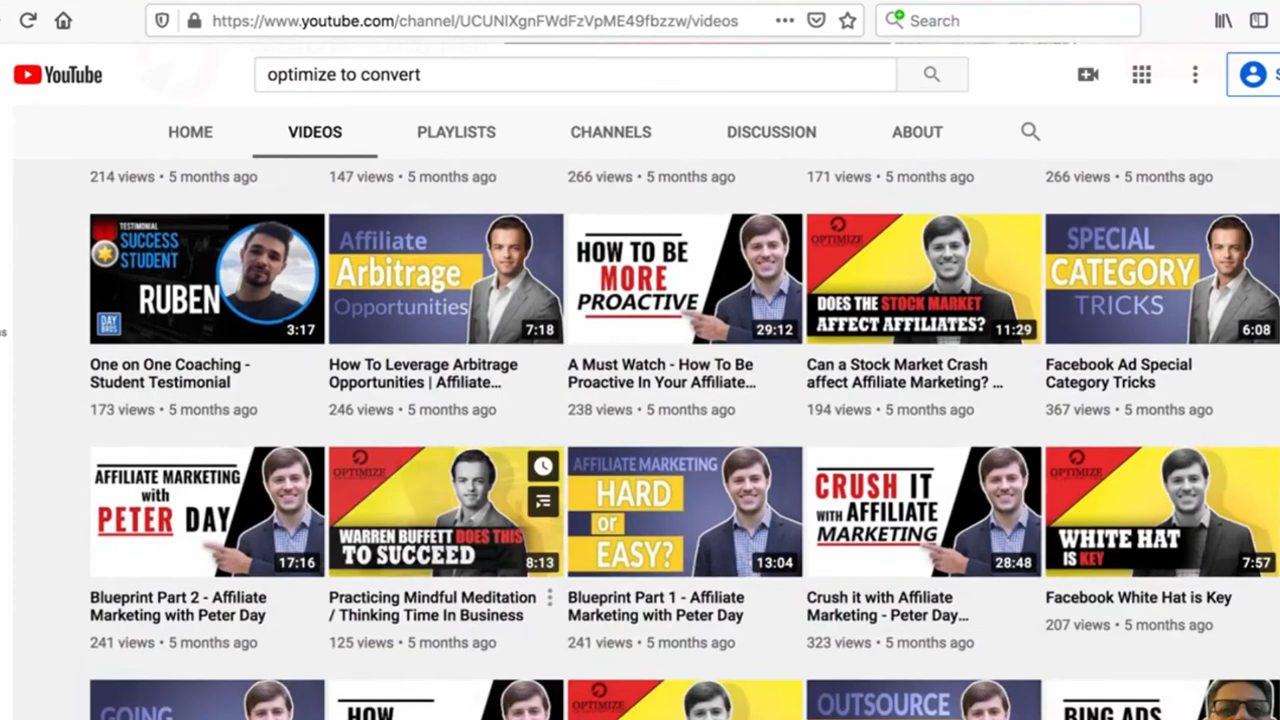 https://www.youtube.com/channel/UCUNlXgnFWdFzVpME49fbzzw/videos
Search
YouTube
optimize to convert
HOME
VIDEOS
PLAYLISTS
CHANNELS
DISCUSSION
ABOUT
214 views • 5 months ago
147 views • 5 months ago
266 views • 5 months ago
171 views • 5 months ago
266 views • 5 months ago
TESTIMONIAL
SUCCESS
STUDENT
RUBEN
DAY
BROS
3:17
Affiliate
Arbitrage
Opportunities
7:18
HOW TO BE
MORE
PROACTIVE
29:12
OPTIMIZE
DOES THE STOCK MARKET
AFFECT AFFILIATES?
11:29
SPECIAL
CATEGORY
TRICKS
6:08
One on One Coaching -
Student Testimonial
173 views • 5 months ago
How To Leverage Arbitrage
Opportunities | Affiliate...
246 views • 5 months ago
A Must Watch - How To Be
Proactive In Your Affiliate...
238 views • 5 months ago
Can a Stock Market Crash
affect Affiliate Marketing? ...
194 views • 5 months ago
Facebook Ad Special
Category Tricks
367 views • 5 months ago
AFFILIATE MARKETING
with
PETER DAY
17:16
OPTIMIZE
WARREN BUFFETT DOES THIS
TO SUCCEED
8:13
AFFILIATE MARKETING
HARD
or
EASY?
13:04
CRUSH IT
WITH AFFILIATE
MARKETING
28:48
OPTIMIZE
WHITE HAT
IS KEY
7:57
Blueprint Part 2 - Affiliate
Marketing with Peter Day
241 views • 5 months ago
Practicing Mindful Meditation
/ Thinking Time In Business
125 views • 5 months ago
Blueprint Part 1 - Affiliate
Marketing with Peter Day
241 views • 5 months ago
Crush it with Affiliate
Marketing - Peter Day...
323 views • 5 months ago
Facebook White Hat is Key
207 views • 5 months ago
GOING
HOW
OPTIMIZE
OUTSOURCE
BING ADS